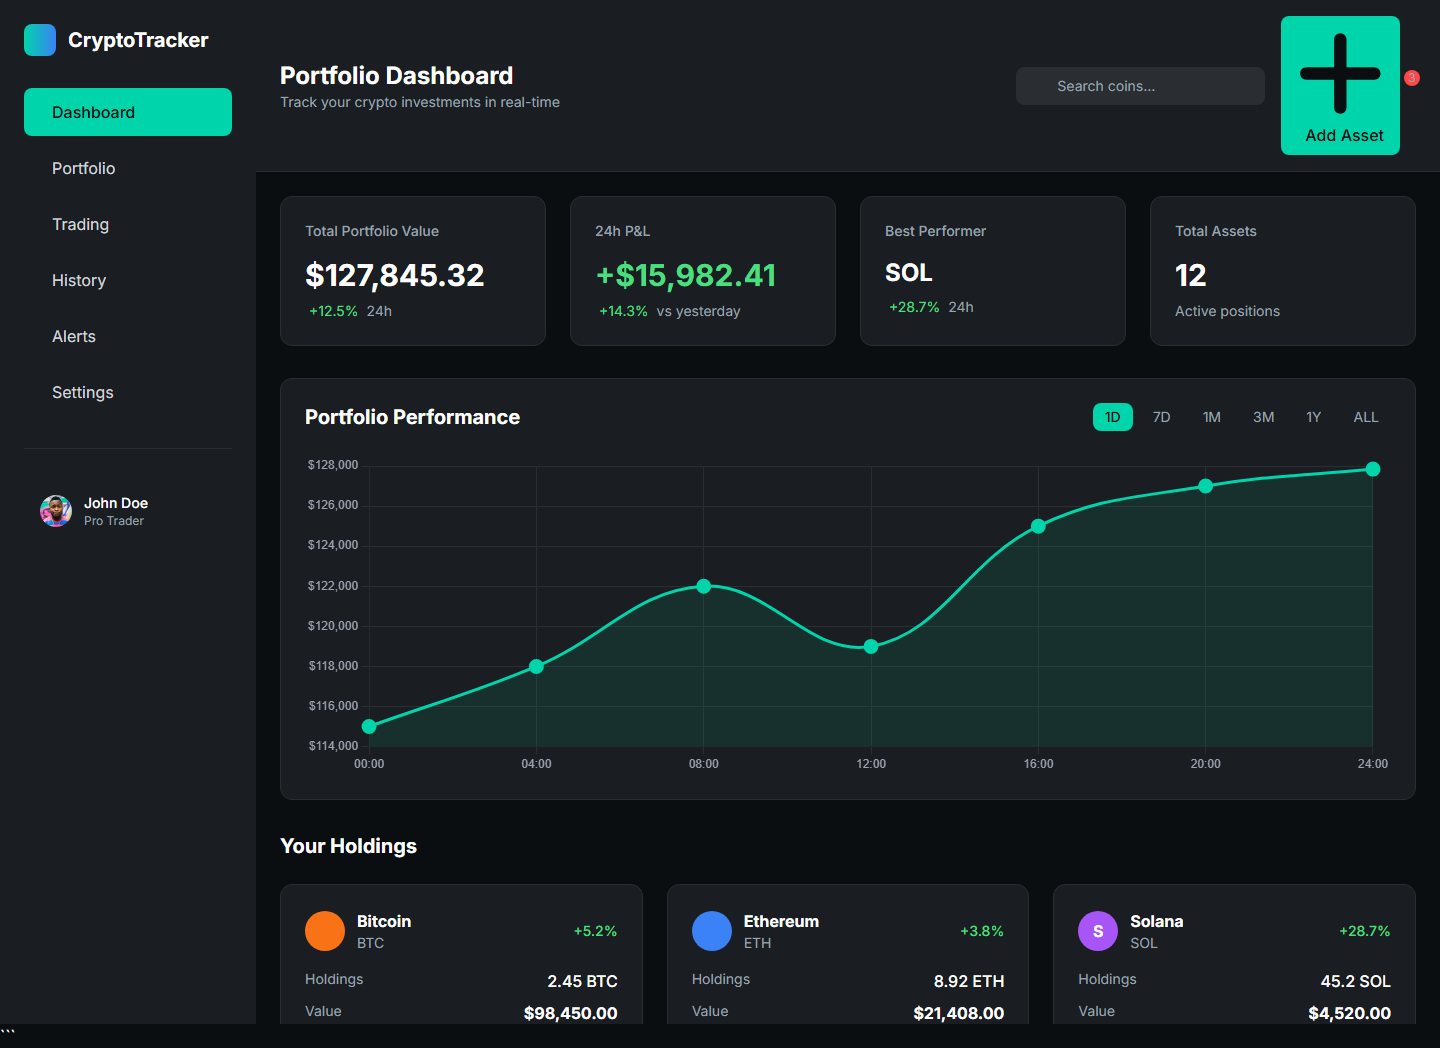 CryptoTracker
Dashboard
Portfolio
Trading
History
Alerts
Settings
John Doe
Pro Trader
Portfolio Dashboard
Track your crypto investments in real-time
Search coins...
Add Asset
3
Total Portfolio Value
$127,845.32
+12.5% 24h
24h P&L
+$15,982.41
+14.3% vs yesterday
Best Performer
SOL
+28.7% 24h
Total Assets
12
Active positions
Portfolio Performance
1D 7D 1M 3M 1Y ALL
$128,000
$126,000
$124,000
$122,000
$120,000
$118,000
$116,000
$114,000
00:00 04:00 08:00 12:00 16:00 20:00 24:00
Your Holdings
Bitcoin
BTC
+5.2%
Holdings 2.45 BTC
Value $98,450.00
Ethereum
ETH
+3.8%
Holdings 8.92 ETH
Value $21,408.00
S
Solana
SOL
+28.7%
Holdings 45.2 SOL
Value $4,520.00
```